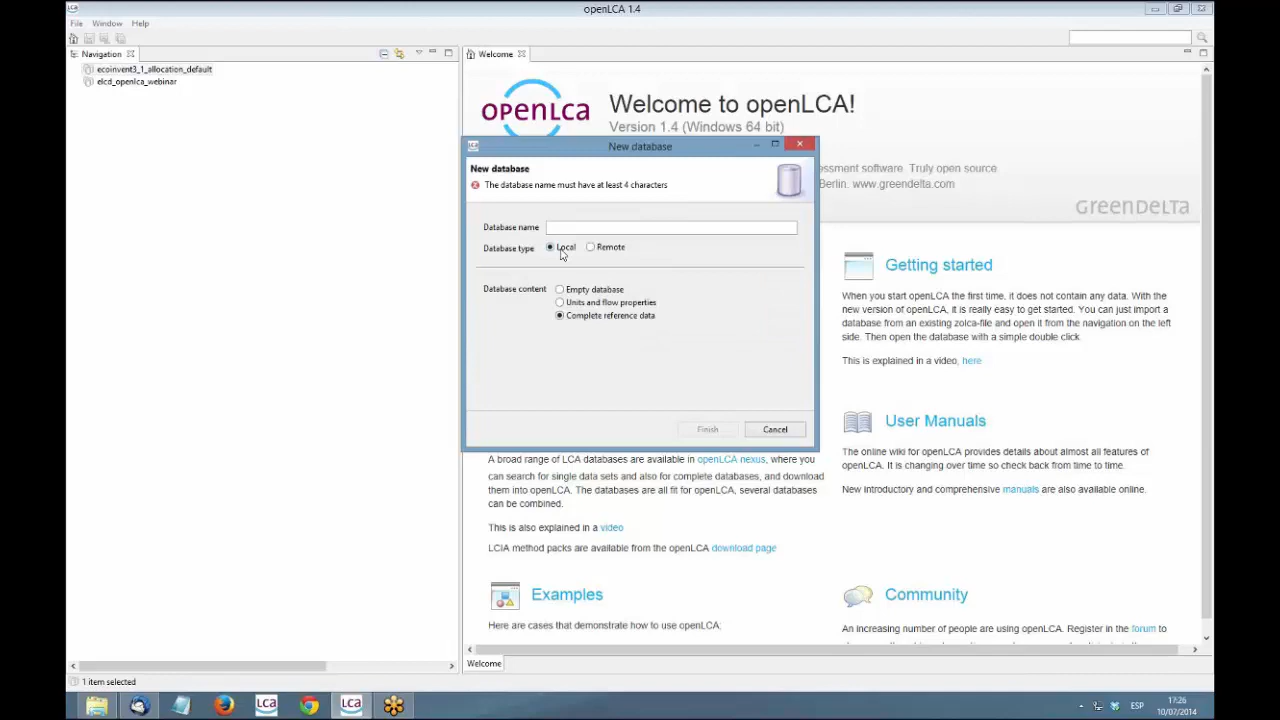 openLCA 1.4
File Window Help
Navigation
Welcome
ecoinvent3_1_allocation_default
elcd_openlca_webinar
openLCA
Welcome to openLCA!
Version 1.4 (Windows 64 bit)
New database
New database
The database name must have at least 4 characters
Database name
Database type Local Remote
Database content Empty database
Units and flow properties
Complete reference data
Finish Cancel
ssment software. Truly open source
Berlin. www.greendelta.com
GREENDELTA
Getting started
When you start openLCA the first time, it does not contain any data. With the
new version of openLCA, it is really easy to get started. You can just import a
database from an existing zolca-file and open it from the navigation on the left
side. Then open the database with a simple double click.
This is explained in a video, here
User Manuals
The online wiki for openLCA provides details about almost all features of
openLCA. It is changing over time so check back from time to time.
New introductory and comprehensive manuals are also available online.
A broad range of LCA databases are available in openLCA nexus, where you
can search for single data sets and also for complete databases, and download
them into openLCA. The databases are all fit for openLCA, several databases
can be combined.
This is also explained in a video
LCIA method packs are available from the openLCA download page
Examples
Here are cases that demonstrate how to use openLCA;
Community
An increasing number of people are using openLCA. Register in the forum to
Welcome
1 item selected
LCA
LCA
ESP
17:26
10/07/2014